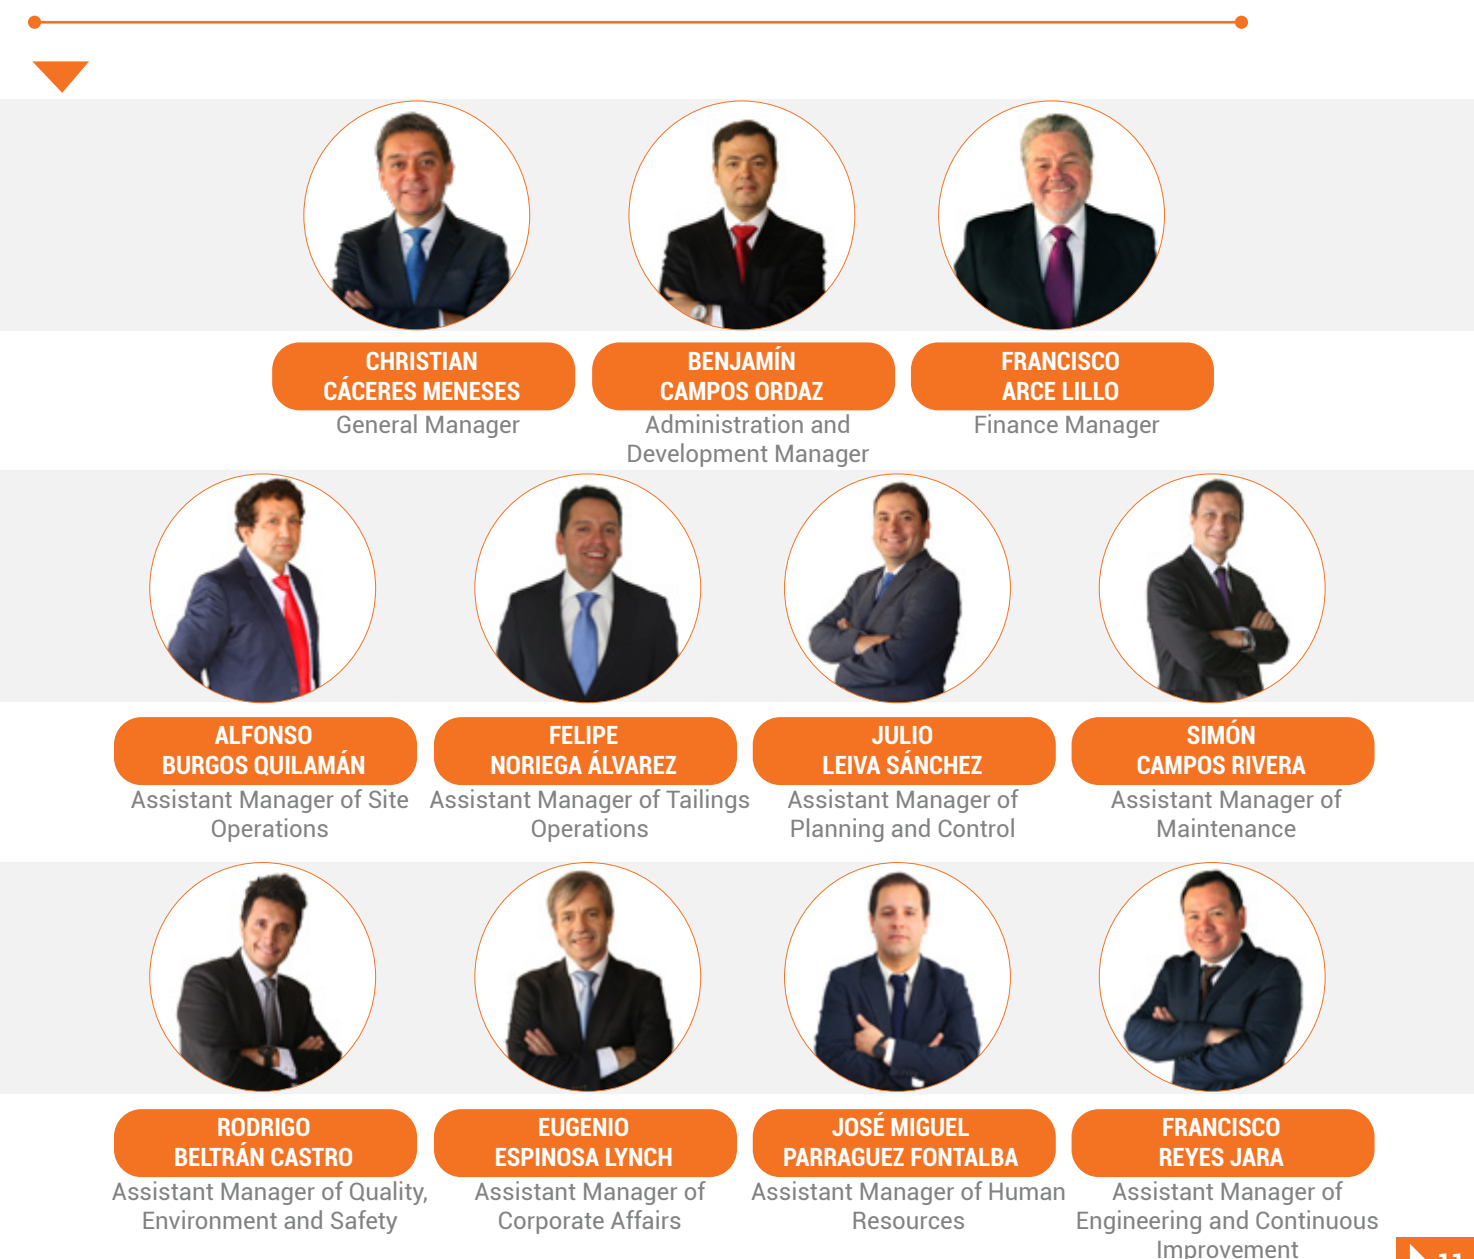 CHRISTIAN
CÁCERES MENESES
General Manager
BENJAMÍN
CAMPOS ORDAZ
Administration and
Development Manager
FRANCISCO
ARCE LILLO
Finance Manager
ALFONSO
BURGOS QUILAMÁN
Assistant Manager of Site
Operations
FELIPE
NORIEGA ÁLVAREZ
Assistant Manager of Tailings
Operations
JULIO
LEIVA SÁNCHEZ
Assistant Manager of
Planning and Control
SIMÓN
CAMPOS RIVERA
Assistant Manager of
Maintenance
RODRIGO
BELTRÁN CASTRO
Assistant Manager of Quality,
Environment and Safety
EUGENIO
ESPINOSA LYNCH
Assistant Manager of
Corporate Affairs
JOSÉ MIGUEL
PARRAGUEZ FONTALBA
Assistant Manager of Human
Resources
FRANCISCO
REYES JARA
Assistant Manager of
Engineering and Continuous
Improvement
11